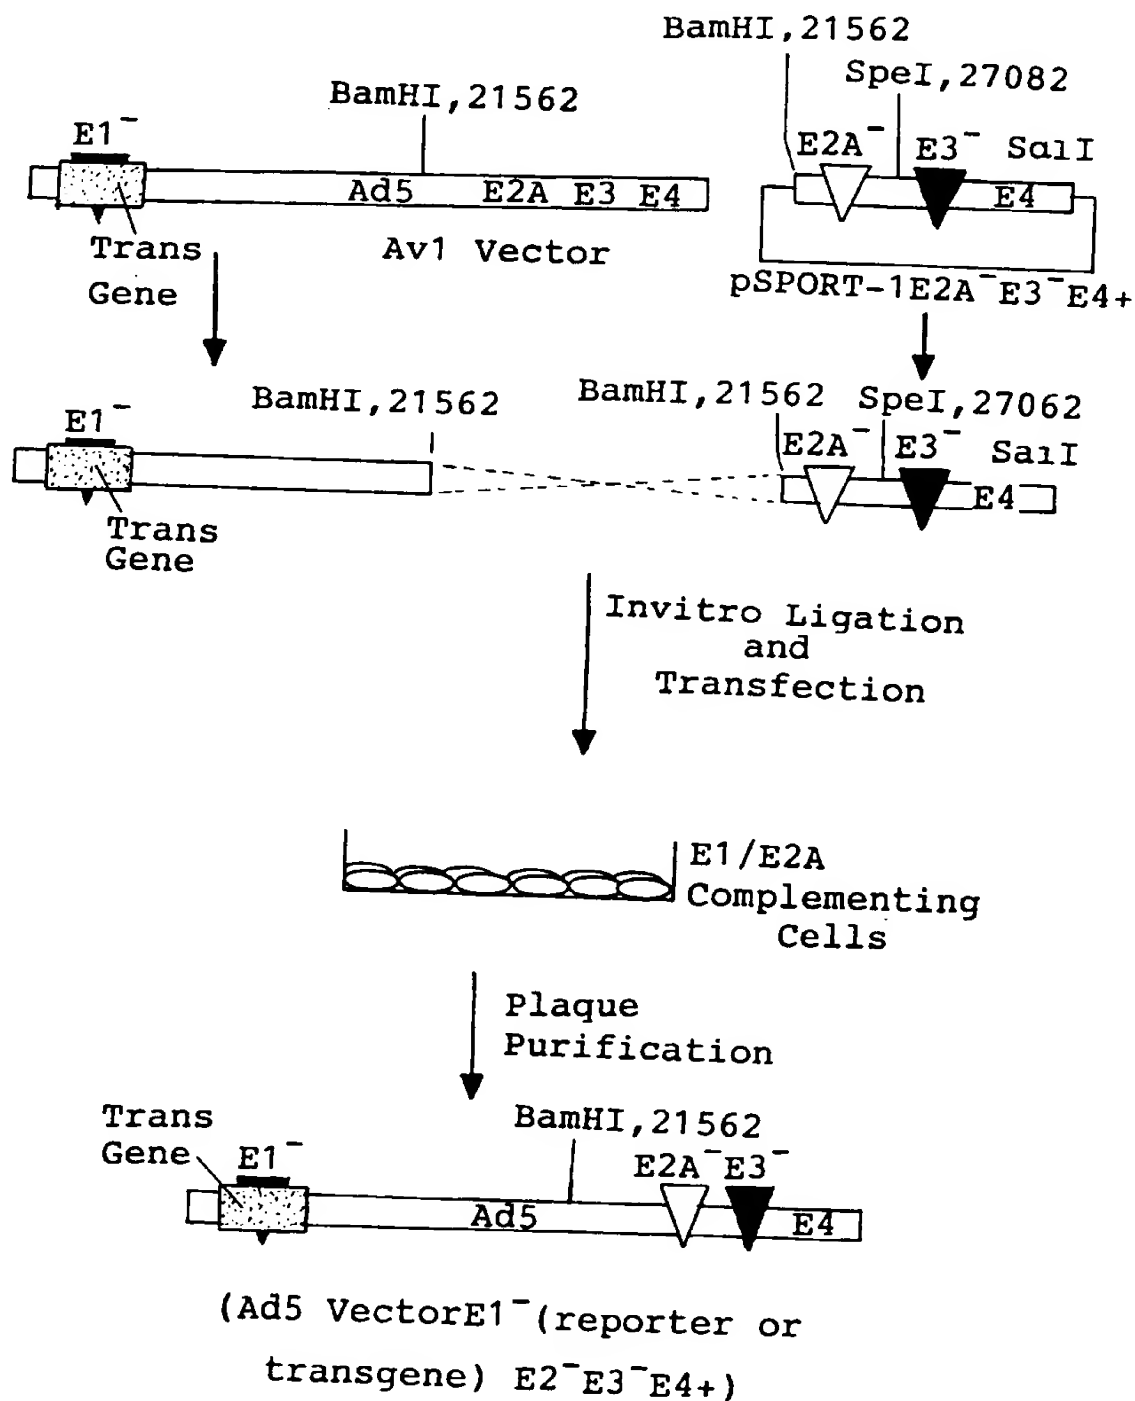 BamHI,21562
SpeI,27082
BamHI,21562
E1⁻
E2A⁻
E3⁻
SalI
Ad5
E2A
E3
E4
E4
Trans
Gene
Av1 Vector
pSPORT-1E2A⁻E3⁻E4+
BamHI,21562
BamHI,21562
SpeI,27062
E1⁻
E2A⁻
E3⁻
SalI
E4
Trans
Gene
Invitro Ligation
and
Transfection
E1/E2A
Complementing
Cells
Plaque
Purification
Trans
Gene
E1⁻
BamHI,21562
E2A⁻E3⁻
Ad5
E4
(Ad5 VectorE1⁻(reporter or
transgene) E2⁻E3⁻E4+)